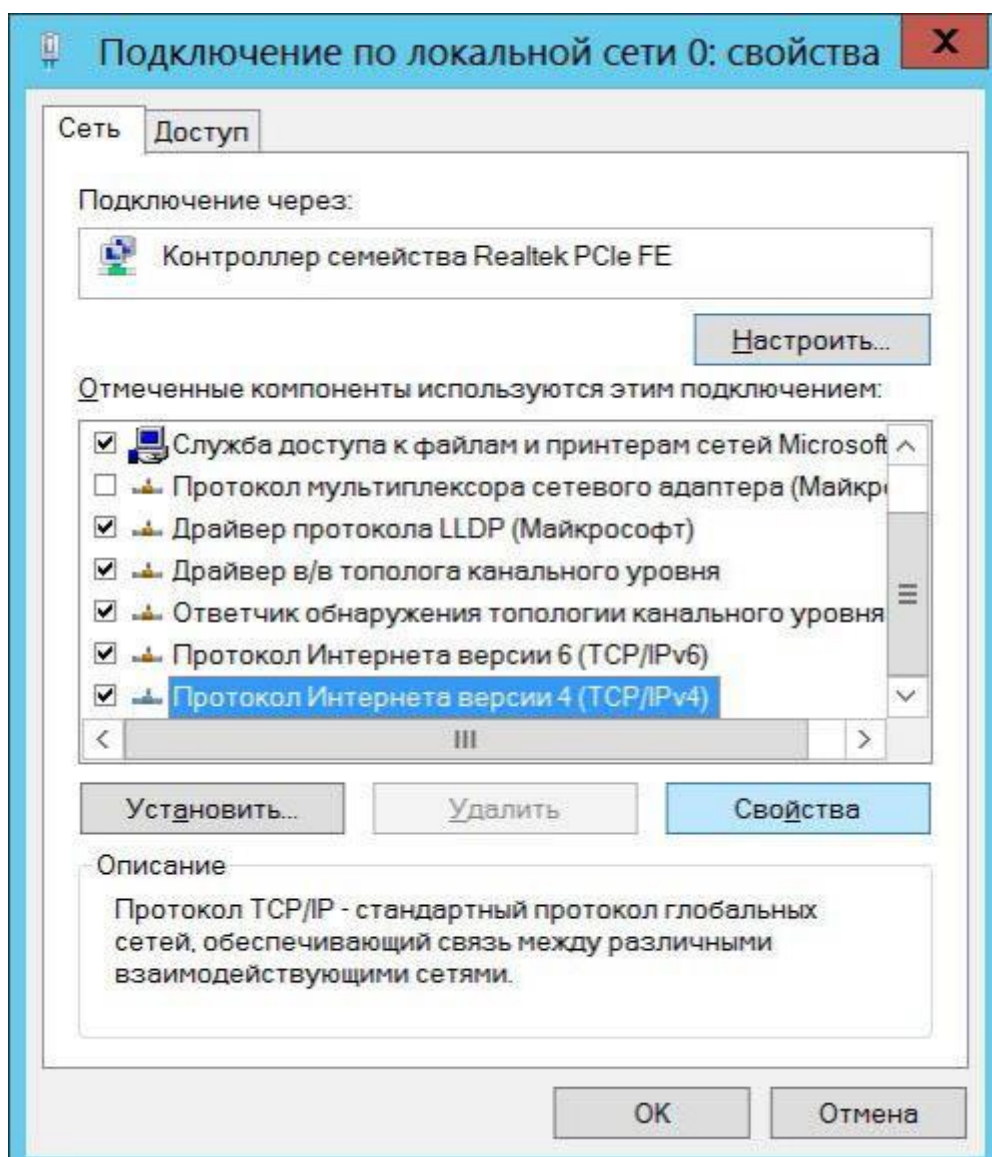 Подключение по локальной сети 0: свойства
Сеть
Доступ
Подключение через:
Контроллер семейства Realtek PCIe FE
Настроить...
Отмеченные компоненты используются этим подключением:
Служба доступа к файлам и принтерам сетей Microsoft
Протокол мультиплексора сетевого адаптера (Майкро
Драйвер протокола LLDP (Майкрософт)
Драйвер в/в тополога канального уровня
Ответчик обнаружения топологии канального уровня
Протокол Интернета версии 6 (TCP/IPv6)
Протокол Интернета версии 4 (TCP/IPv4)
Установить...
Удалить
Свойства
Описание
Протокол TCP/IP - стандартный протокол глобальных
сетей, обеспечивающий связь между различными
взаимодействующими сетями.
OK
Отмена